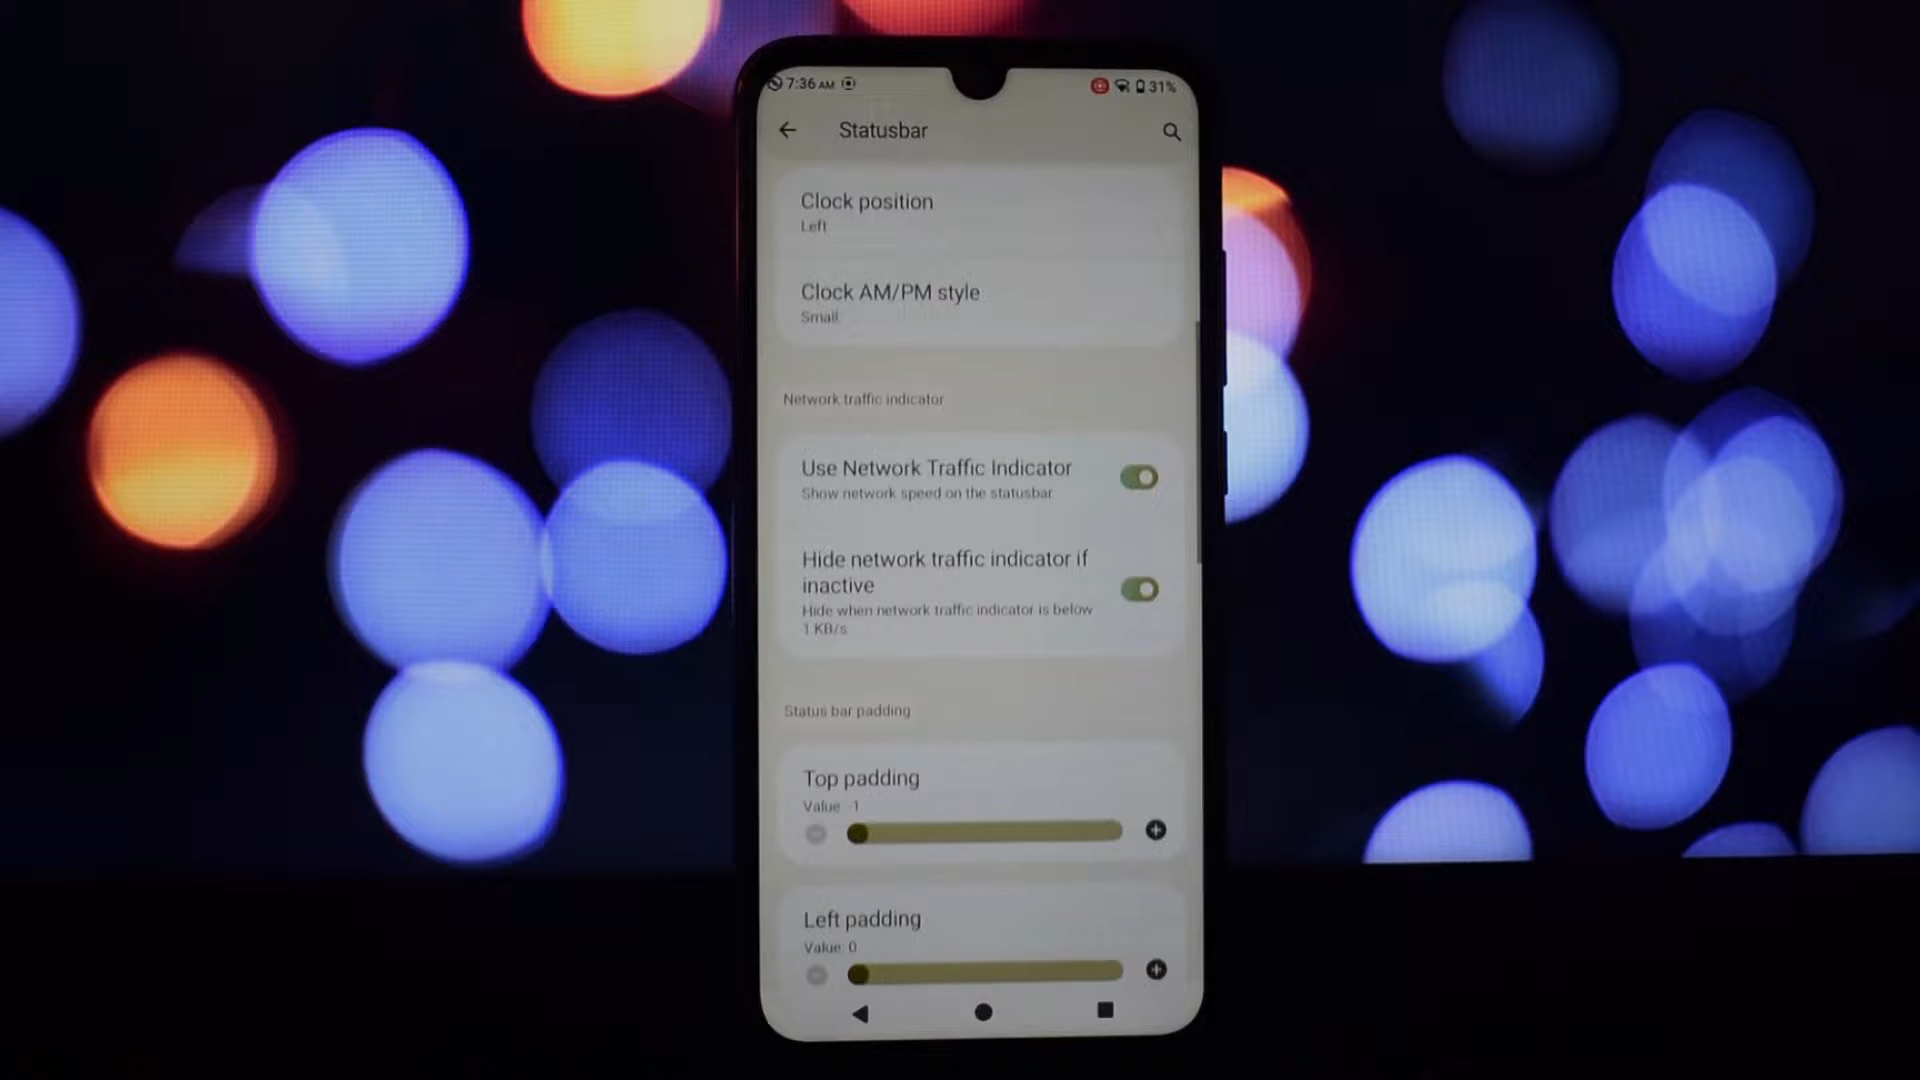 7:36 AM 31%
Statusbar
Clock position
Left
Clock AM/PM style
Small
Network traffic indicator
Use Network Traffic Indicator
Show network speed on the statusbar
Hide network traffic indicator if
inactive
Hide when network traffic indicator is below
1 KB/s
Status bar padding
Top padding
Value -1
Left padding
Value: 0